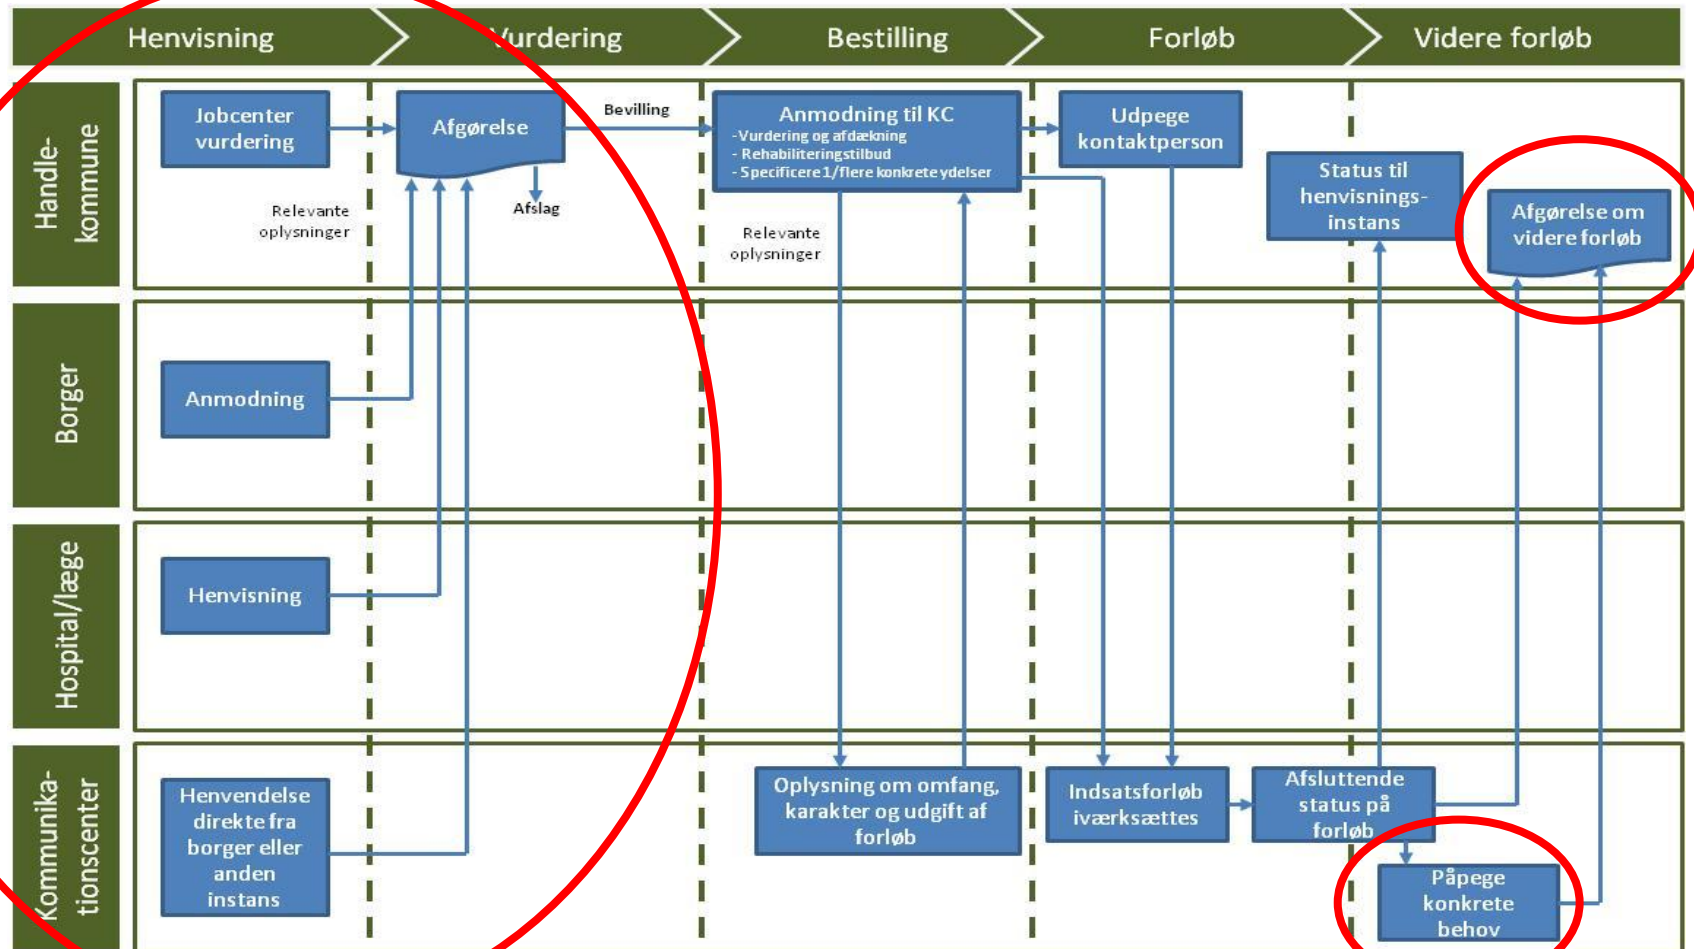 Henvisning
Vurdering
Bestilling
Forløb
Videre forløb
Handle-
kommune
Jobcenter
vurdering
Afgørelse
Bevilling
Afslag
Relevante
oplysninger
Anmodning til KC
-Vurdering og afdækning
- Rehabiliteringstilbud
- Specificere 1/flere konkrete ydelser
Relevante
oplysninger
Udpege
kontaktperson
Status til
henvisnings-
instans
Afgørelse om
videre forløb
Borger
Anmodning
Hospital/læge
Henvisning
Kommunika-
tionscenter
Henvendelse
direkte fra
borger eller
anden
instans
Oplysning om omfang,
karakter og udgift af
forløb
Indsatsforløb
iværksættes
Afsluttende
status på
forløb
Påpege
konkrete
behov